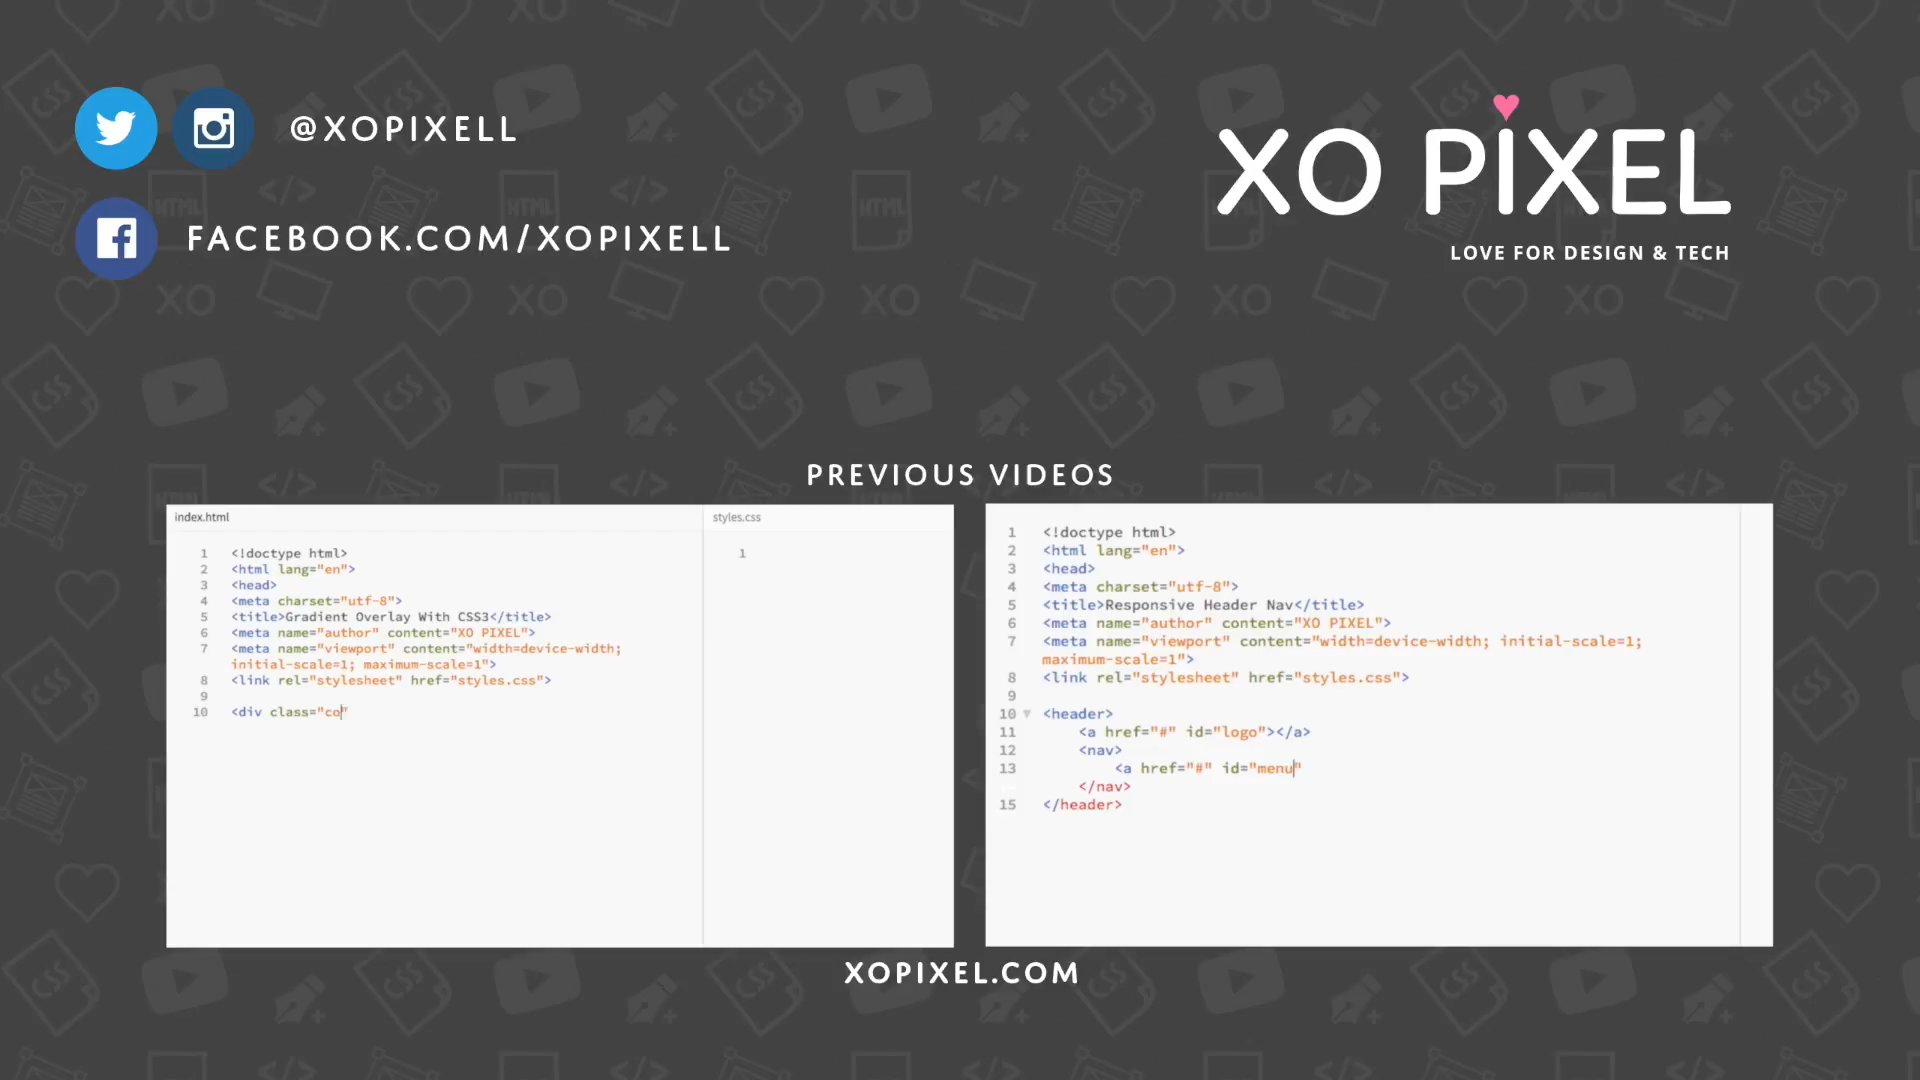 @XOPIXELL
FACEBOOK.COM/XOPIXELL
XO PIXEL
LOVE FOR DESIGN & TECH
PREVIOUS VIDEOS
index.html
styles.css
1 <!doctype html>
2 <html lang="en">
3 <head>
4 <meta charset="utf-8">
5 <title>Gradient Overlay With CSS3</title>
6 <meta name="author" content="XO PIXEL">
7 <meta name="viewport" content="width=device-width;
initial-scale=1; maximum-scale=1">
8 <link rel="stylesheet" href="styles.css">
9
10 <div class="co"
1
1 <!doctype html>
2 <html lang="en">
3 <head>
4 <meta charset="utf-8">
5 <title>Responsive Header Nav</title>
6 <meta name="author" content="XO PIXEL">
7 <meta name="viewport" content="width=device-width; initial-scale=1;
maximum-scale=1">
8 <link rel="stylesheet" href="styles.css">
9
10 <header>
11 <a href="#" id="logo"></a>
12 <nav>
13 <a href="#" id="menu"
</nav>
15 </header>
XOPIXEL.COM